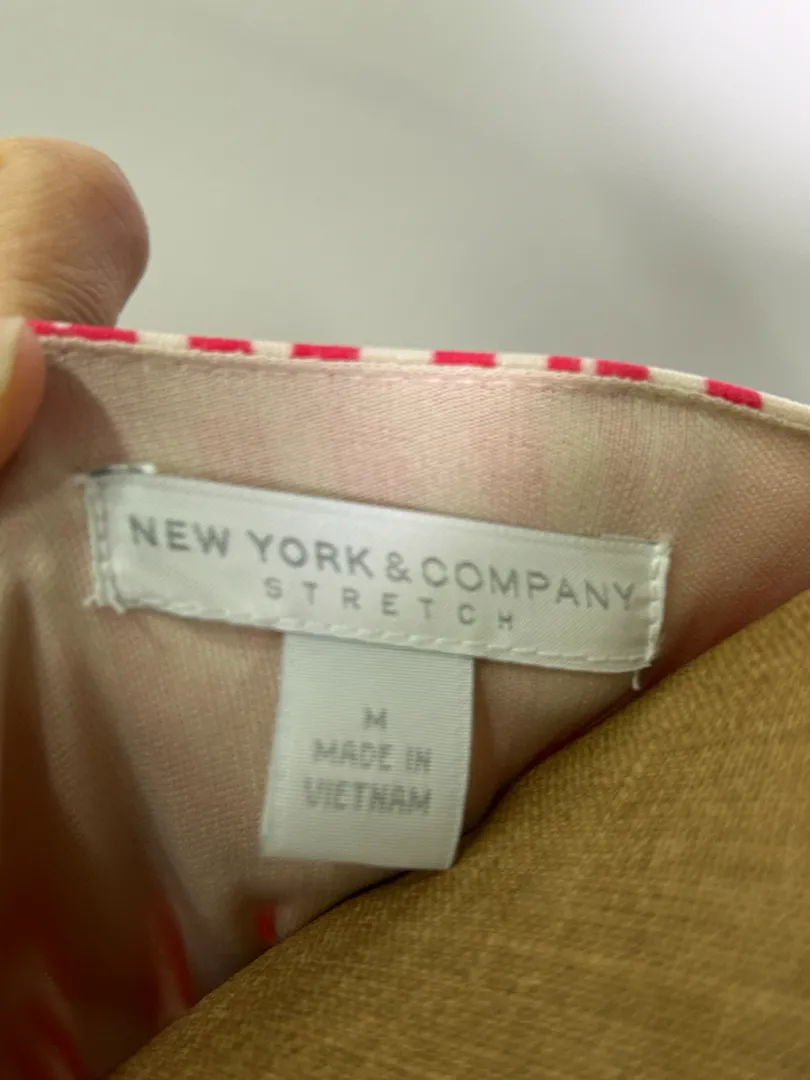 NEW YORK & COMPANY
STRETCH
M
MADE IN
VIETNAM